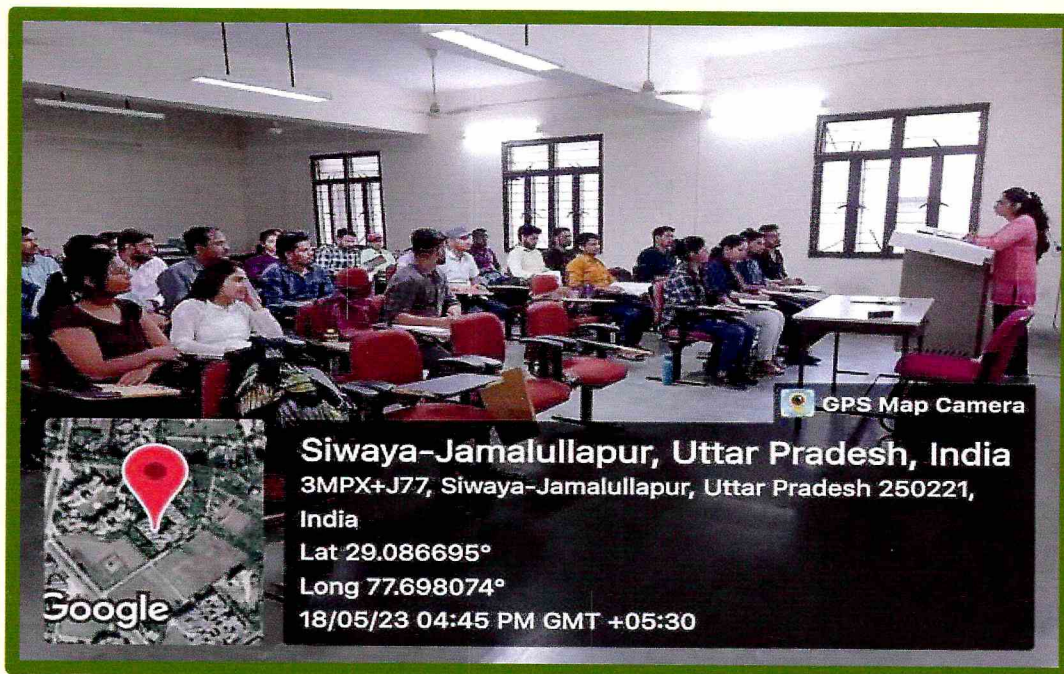 GPS Map Camera
Siwaya-Jamalullapur, Uttar Pradesh, India
3MPX+J77, Siwaya-Jamalullapur, Uttar Pradesh 250221,
India
Lat 29.086695°
Long 77.698074°
18/05/23 04:45 PM GMT +05:30
Google